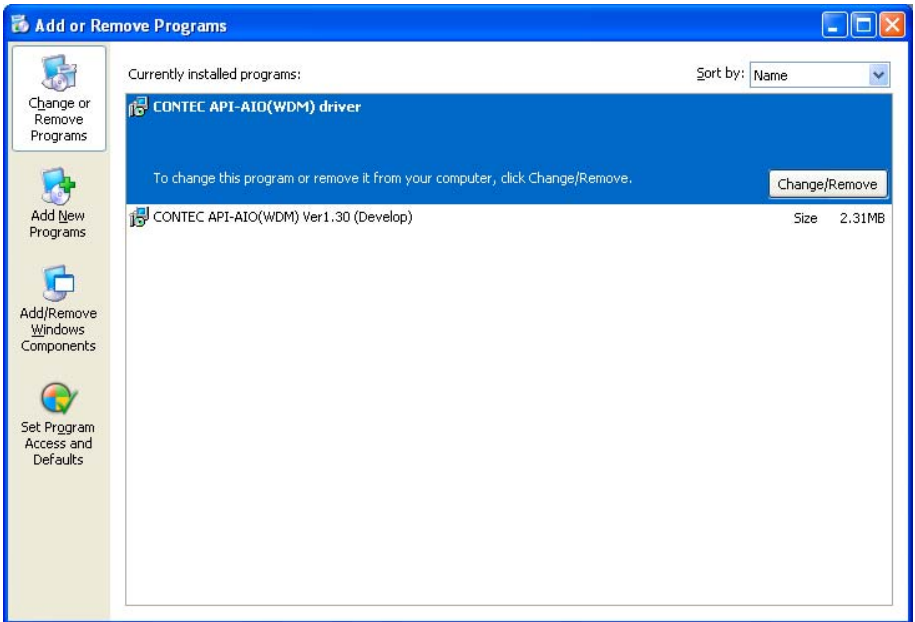 Add or Remove Programs
Change or
Remove
Programs
Currently installed programs:
Sort by: Name
CONTEC API-AIO(WDM) driver
To change this program or remove it from your computer, click Change/Remove.
Change/Remove
CONTEC API-AIO(WDM) Ver1.30 (Develop)
Size 2.31MB
Add New
Programs
Add/Remove
Windows
Components
Set Program
Access and
Defaults